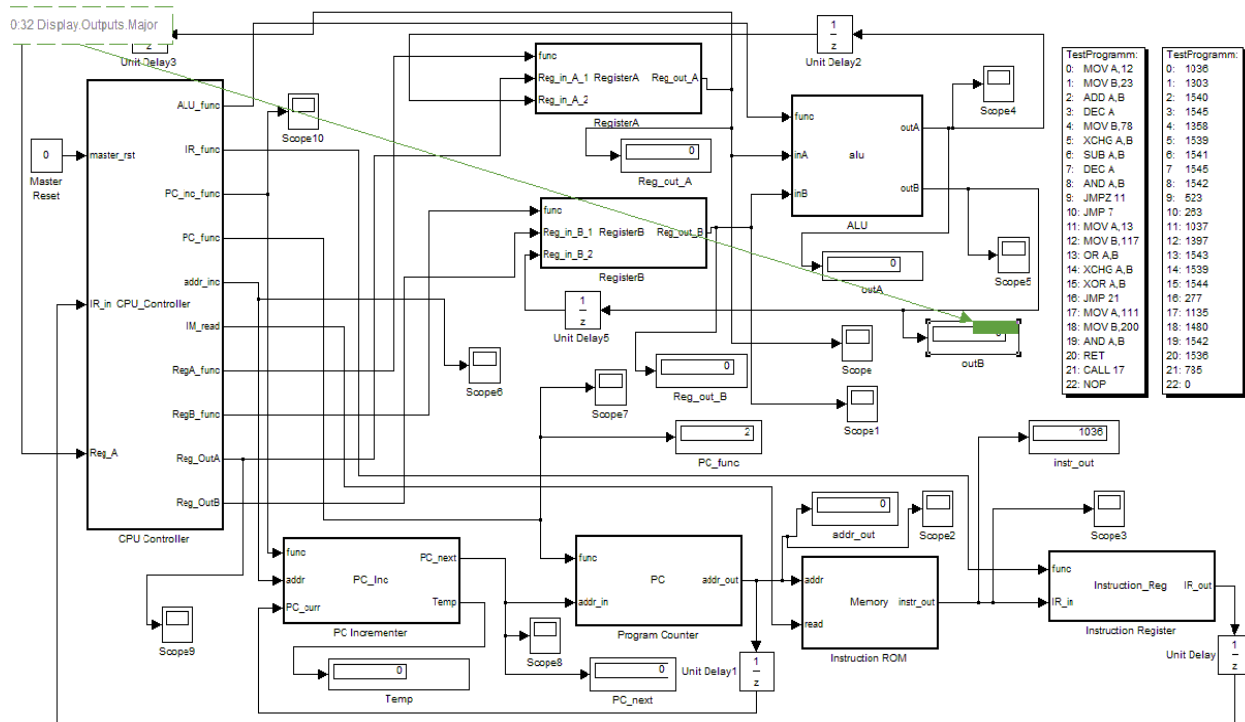 0:32 Display.Outputs.Major
z
Unit Delay3
CPU_Controller
master_rst
IR_in
Reg_A
ALU_func
IR_func
PC_inc_func
PC_func
addr_inc
IM_read
RegA_func
RegB_func
Reg_OutA
Reg_OutB
CPU Controller
0
Master
Reset
Scope10
func
Reg_in_A_1
Reg_in_A_2
RegisterA
Reg_out_A
RegisterA
0
Reg_out_A
1
z
Unit Delay2
func
inA
inB
alu
outA
outB
ALU
Scope4
Scope5
0
outA
outB
func
Reg_in_B_1
Reg_in_B_2
RegisterB
Reg_out_B
RegisterB
1
z
Unit Delay5
0
Reg_out_B
Scope
Scope1
Scope6
Scope7
2
PC_func
TestProgramm:
0: MOV A,12
1: MOV B,23
2: ADD A,B
3: DEC A
4: MOV B,78
5: XCHG A,B
6: SUB A,B
7: DEC A
8: AND A,B
9: JMPZ 11
10: JMP 7
11: MOV A,13
12: MOV B,117
13: OR A,B
14: XCHG A,B
15: XOR A,B
16: JMP 21
17: MOV A,111
18: MOV B,200
19: AND A,B
20: RET
21: CALL 17
22: NOP
TestProgramm:
0: 1036
1: 1303
2: 1540
3: 1545
4: 1358
5: 1539
6: 1541
7 1545
8: 1542
9: 523
10: 263
11: 1037
12: 1397
13: 1543
14: 1539
15: 1544
16: 277
17: 1135
18: 1480
19: 1542
20: 1536
21: 785
22: 0
1036
instr_out
func
addr
PC_curr
PC_Inc
PC_next
Temp
PC Incrementer
Scope9
0
Temp
Scope8
0
PC_next
func
addr_in
PC
addr_out
Program Counter
1
z
Unit Delay1
0
addr_out
Scope2
addr
read
Memory
instr_out
Instruction ROM
Scope3
func
IR_in
Instruction_Reg
IR_out
Instruction Register
1
z
Unit Delay